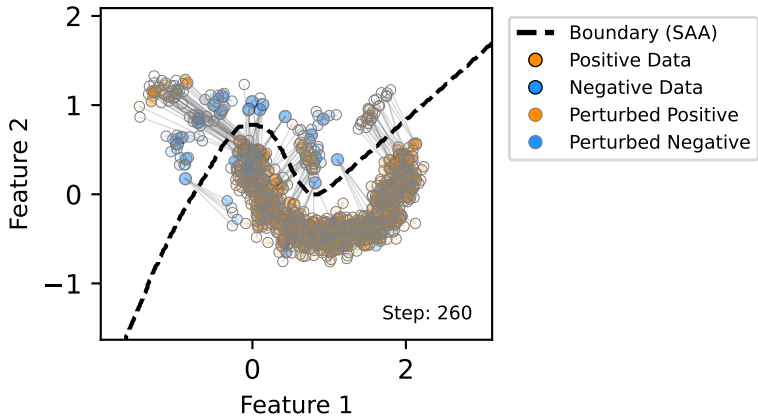 2
1
0
−1
Feature 2
0
2
Feature 1
Step: 260
Boundary (SAA)
Positive Data
Negative Data
Perturbed Positive
Perturbed Negative